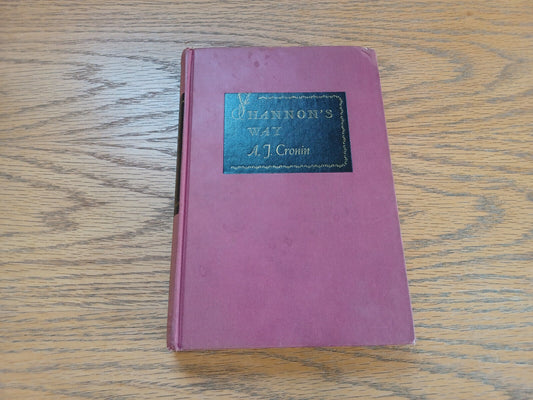 SHANNON'S
WAY
A. J. Cronin